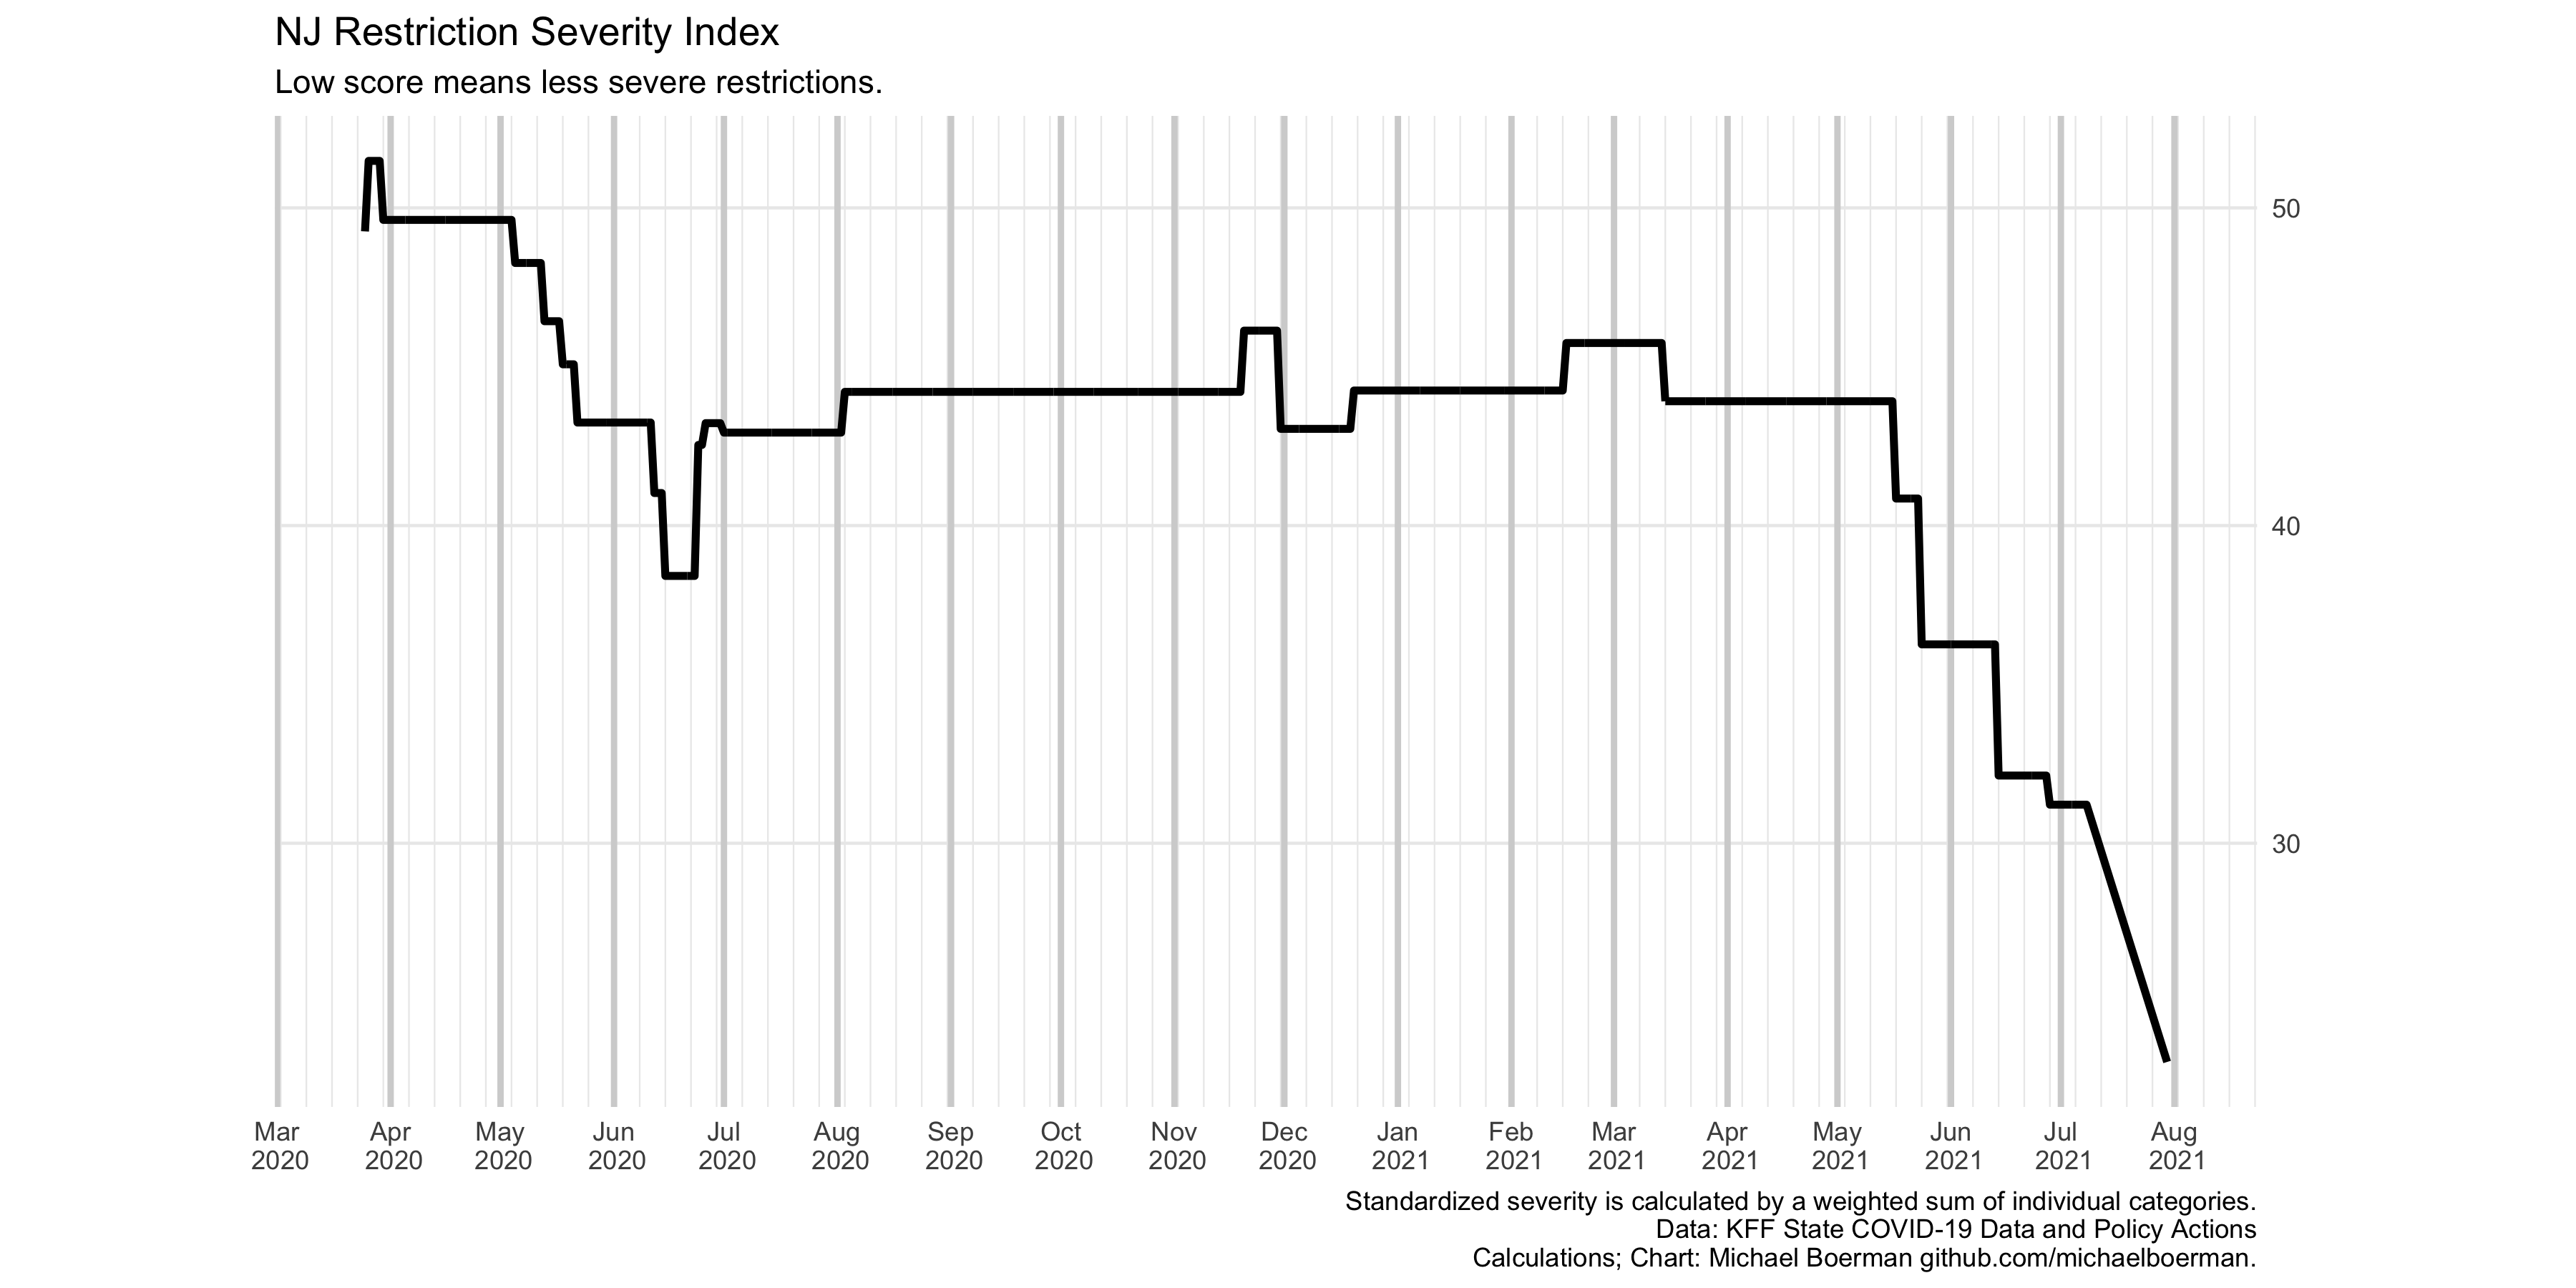 NJ Restriction Severity Index
Low score means less severe restrictions.
50
40
30
Mar Apr May Jun Jul Aug Sep Oct Nov Dec Jan Feb Mar Apr May Jun Jul Aug
2020 2020 2020 2020 2020 2020 2020 2020 2020 2020 2021 2021 2021 2021 2021 2021 2021 2021
Standardized severity is calculated by a weighted sum of individual categories.
Data: KFF State COVID-19 Data and Policy Actions
Calculations; Chart: Michael Boerman github.com/michaelboerman.